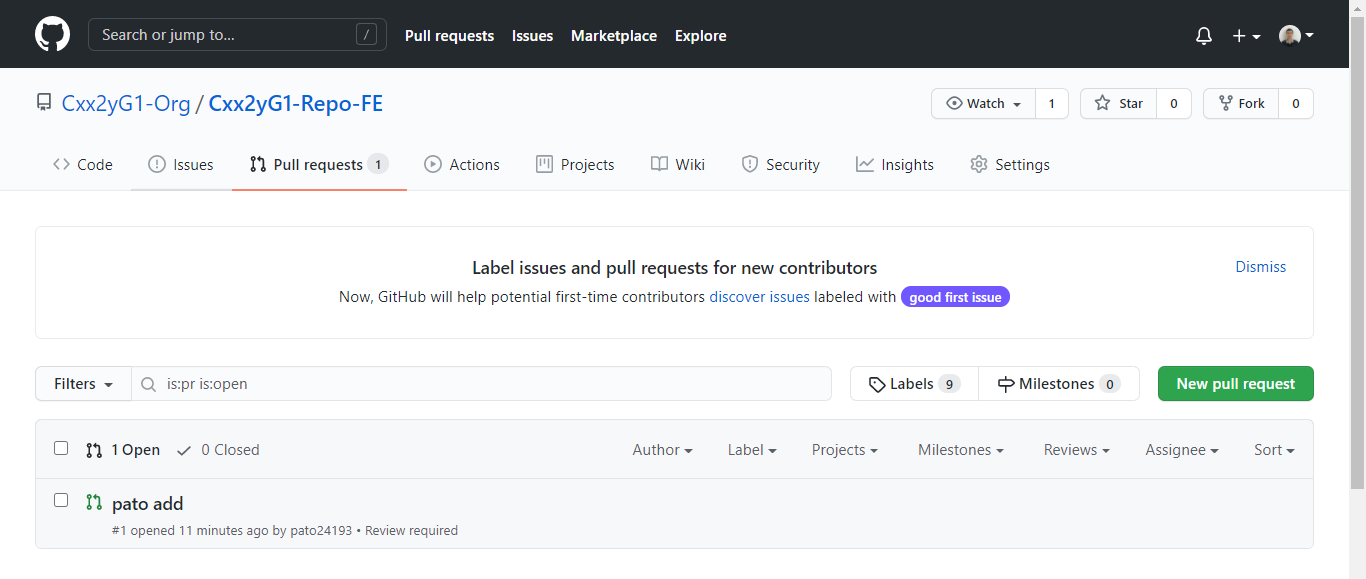 Search or jump to... / Pull requests Issues Marketplace Explore
Cxx2yG1-Org / Cxx2yG1-Repo-FE Watch 1 Star 0 Fork 0
Code Issues Pull requests 1 Actions Projects Wiki Security Insights Settings
Label issues and pull requests for new contributors Dismiss
Now, GitHub will help potential first-time contributors discover issues labeled with good first issue
Filters is:pr is:open Labels 9 Milestones 0 New pull request
1 Open 0 Closed Author Label Projects Milestones Reviews Assignee Sort
pato add
#1 opened 11 minutes ago by pato24193 • Review required